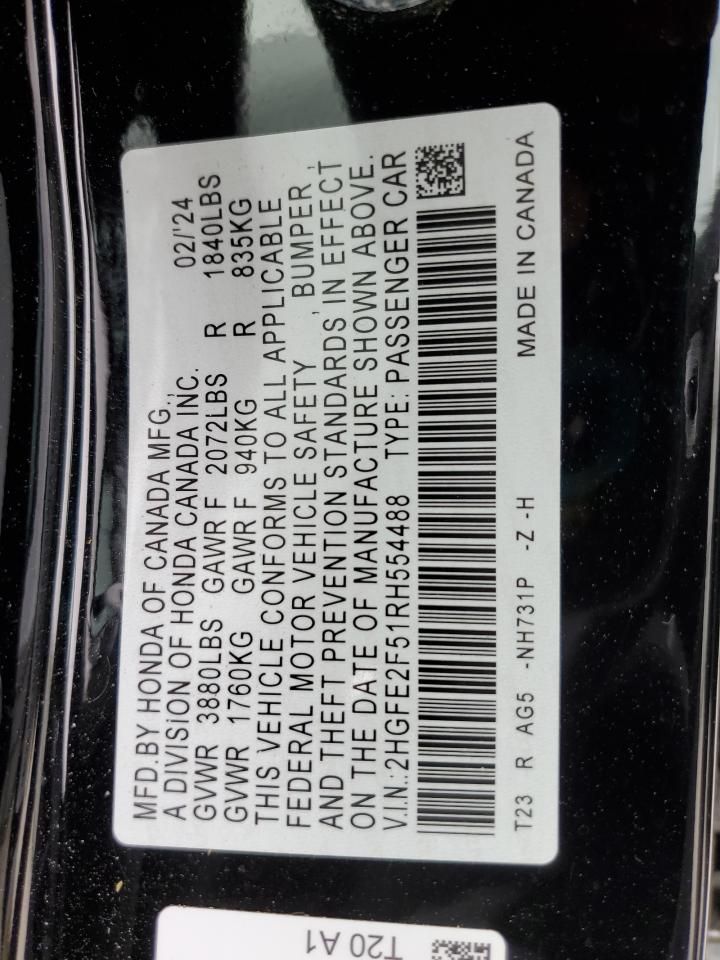 MFD.BY HONDA OF CANADA MFG., 02/'24
A DIVISION OF HONDA CANADA INC.
GVWR 3880LBS GAWR F 2072LBS R 1840LBS
GVWR 1760KG GAWR F 940KG R 835KG
THIS VEHICLE CONFORMS TO ALL APPLICABLE
FEDERAL MOTOR VEHICLE SAFETY , BUMPER ,
AND THEFT PREVENTION STANDARDS IN EFFECT
ON THE DATE OF MANUFACTURE SHOWN ABOVE.
V.I.N.:2HGFE2F51RH554488 TYPE: PASSENGER CAR
T23 R AG5 -NH731P -Z -H MADE IN CANADA
T20 A1